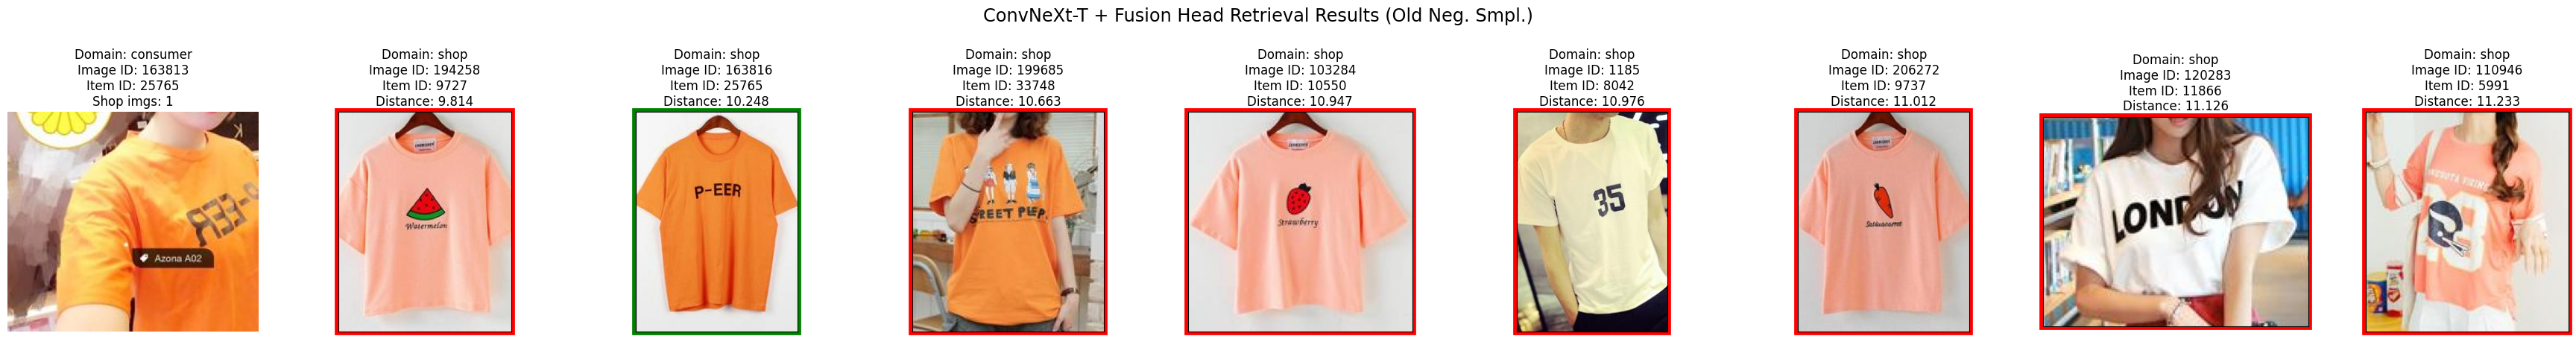 ConvNeXt-T + Fusion Head Retrieval Results (Old Neg. Smpl.)
Domain: consumer
Image ID: 163813
Item ID: 25765
Shop imgs: 1
P-EER
Azona A02
Domain: shop
Image ID: 194258
Item ID: 9727
Distance: 9.814
Watermelon
Domain: shop
Image ID: 163816
Item ID: 25765
Distance: 10.248
P-EER
Domain: shop
Image ID: 199685
Item ID: 33748
Distance: 10.663
STREET PEEP.
Domain: shop
Image ID: 103284
Item ID: 10550
Distance: 10.947
Strawberry
Domain: shop
Image ID: 1185
Item ID: 8042
Distance: 10.976
35
Domain: shop
Image ID: 206272
Item ID: 9737
Distance: 11.012
Domain: shop
Image ID: 120283
Item ID: 11866
Distance: 11.126
LONDON
Domain: shop
Image ID: 110946
Item ID: 5991
Distance: 11.233